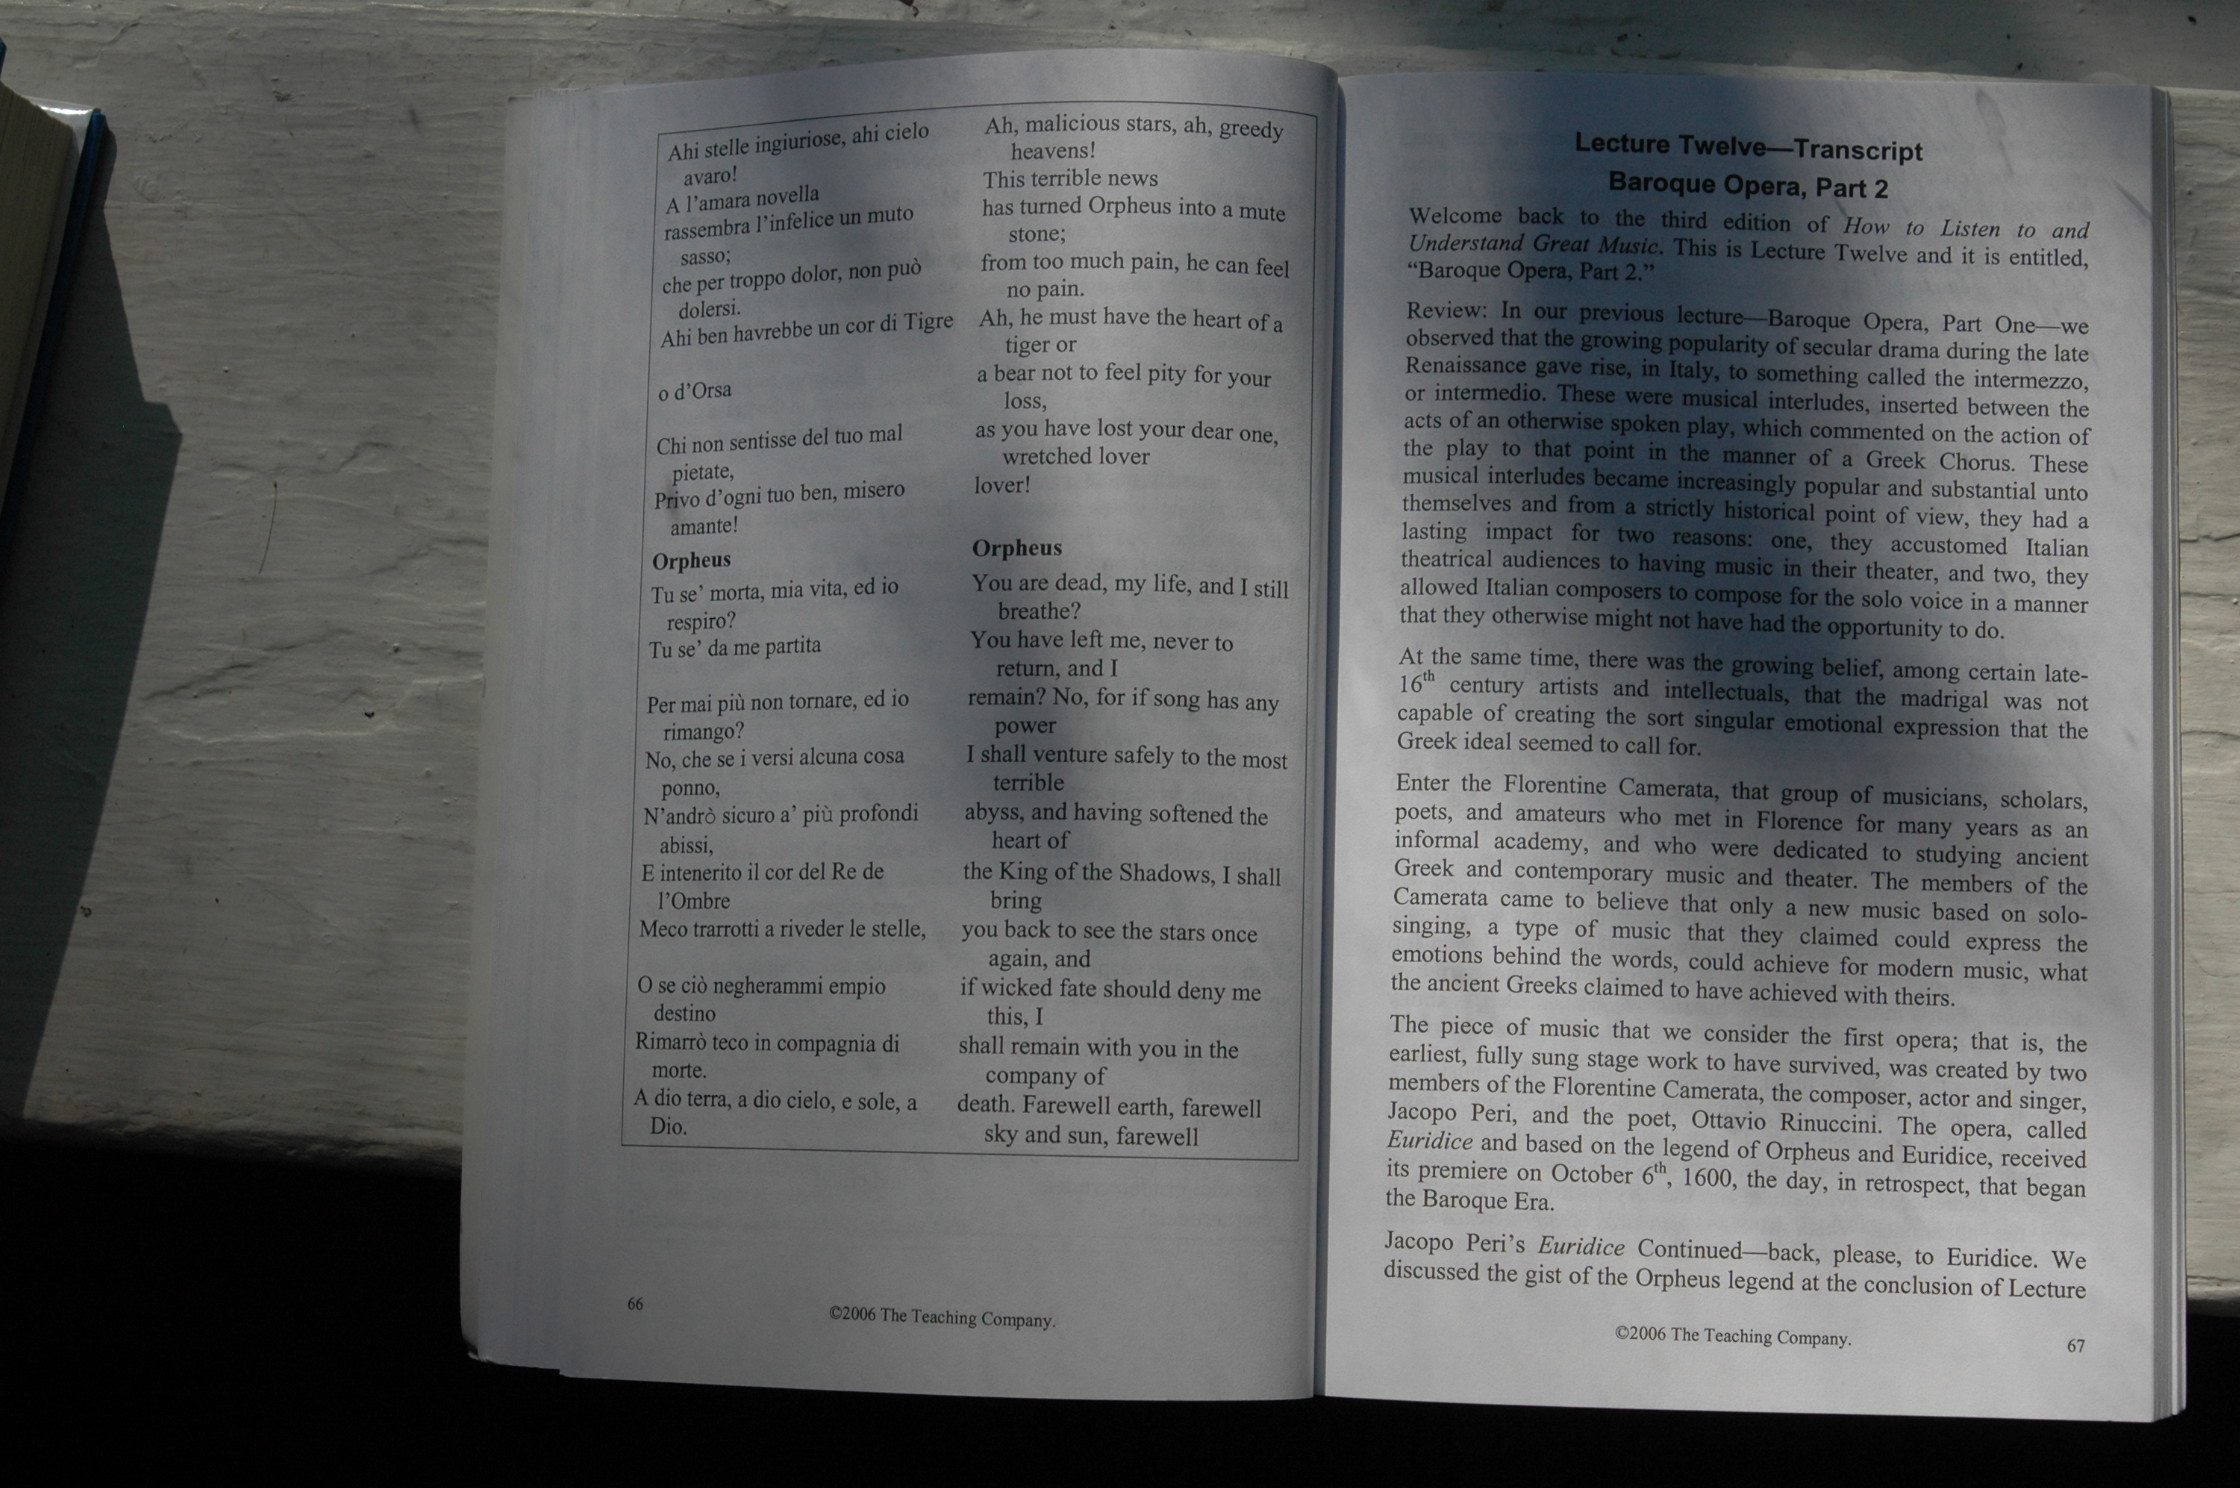 Ahi stelle ingiuriose, ahi cielo
avaro!
A l'amara novella
rassembra l'infelice un muto
sasso;
che per troppo dolor, non può
dolersi.
Ahi ben havrebbe un cor di Tigre
o d'Orsa
Chi non sentisse del tuo mal
pietate,
Privo d'ogni tuo ben, misero
amante!
Orpheus
Tu se' morta, mia vita, ed io
respiro?
Tu se' da me partita
Per mai più non tornare, ed io
rimango?
No, che se i versi alcuna cosa
ponno,
N'andrò sicuro a' più profondi
abissi,
E intenerito il cor del Re de
l'Ombre
Meco trarrotti a riveder le stelle,
O se ciò negherammi empio
destino
Rimarrò teco in compagnia di
morte.
A dio terra, a dio cielo, e sole, a
Dio.
Ah, malicious stars, ah, greedy
heavens!
This terrible news
has turned Orpheus into a mute
stone;
from too much pain, he can feel
no pain.
Ah, he must have the heart of a
tiger or
a bear not to feel pity for your
loss,
as you have lost your dear one,
wretched lover
lover!
Orpheus
You are dead, my life, and I still
breathe?
You have left me, never to
return, and I
remain? No, for if song has any
power
I shall venture safely to the most
terrible
abyss, and having softened the
heart of
the King of the Shadows, I shall
bring
you back to see the stars once
again, and
if wicked fate should deny me
this, I
shall remain with you in the
company of
death. Farewell earth, farewell
sky and sun, farewell
66
©2006 The Teaching Company.
Lecture Twelve—Transcript
Baroque Opera, Part 2
Welcome back to the third edition of How to Listen to and
Understand Great Music. This is Lecture Twelve and it is entitled,
“Baroque Opera, Part 2.”
Review: In our previous lecture—Baroque Opera, Part One—we
observed that the growing popularity of secular drama during the late
Renaissance gave rise, in Italy, to something called the intermezzo,
or intermedio. These were musical interludes, inserted between the
acts of an otherwise spoken play, which commented on the action of
the play to that point in the manner of a Greek Chorus. These
musical interludes became increasingly popular and substantial unto
themselves and from a strictly historical point of view, they had a
lasting impact for two reasons: one, they accustomed Italian
theatrical audiences to having music in their theater, and two, they
allowed Italian composers to compose for the solo voice in a manner
that they otherwise might not have had the opportunity to do.
At the same time, there was the growing belief, among certain late-
16th century artists and intellectuals, that the madrigal was not
capable of creating the sort singular emotional expression that the
Greek ideal seemed to call for.
Enter the Florentine Camerata, that group of musicians, scholars,
poets, and amateurs who met in Florence for many years as an
informal academy, and who were dedicated to studying ancient
Greek and contemporary music and theater. The members of the
Camerata came to believe that only a new music based on solo-
singing, a type of music that they claimed could express the
emotions behind the words, could achieve for modern music, what
the ancient Greeks claimed to have achieved with theirs.
The piece of music that we consider the first opera; that is, the
earliest, fully sung stage work to have survived, was created by two
members of the Florentine Camerata, the composer, actor and singer,
Jacopo Peri, and the poet, Ottavio Rinuccini. The opera, called
Euridice and based on the legend of Orpheus and Euridice, received
its premiere on October 6th, 1600, the day, in retrospect, that began
the Baroque Era.
Jacopo Peri's Euridice Continued—back, please, to Euridice. We
discussed the gist of the Orpheus legend at the conclusion of Lecture
©2006 The Teaching Company.
67